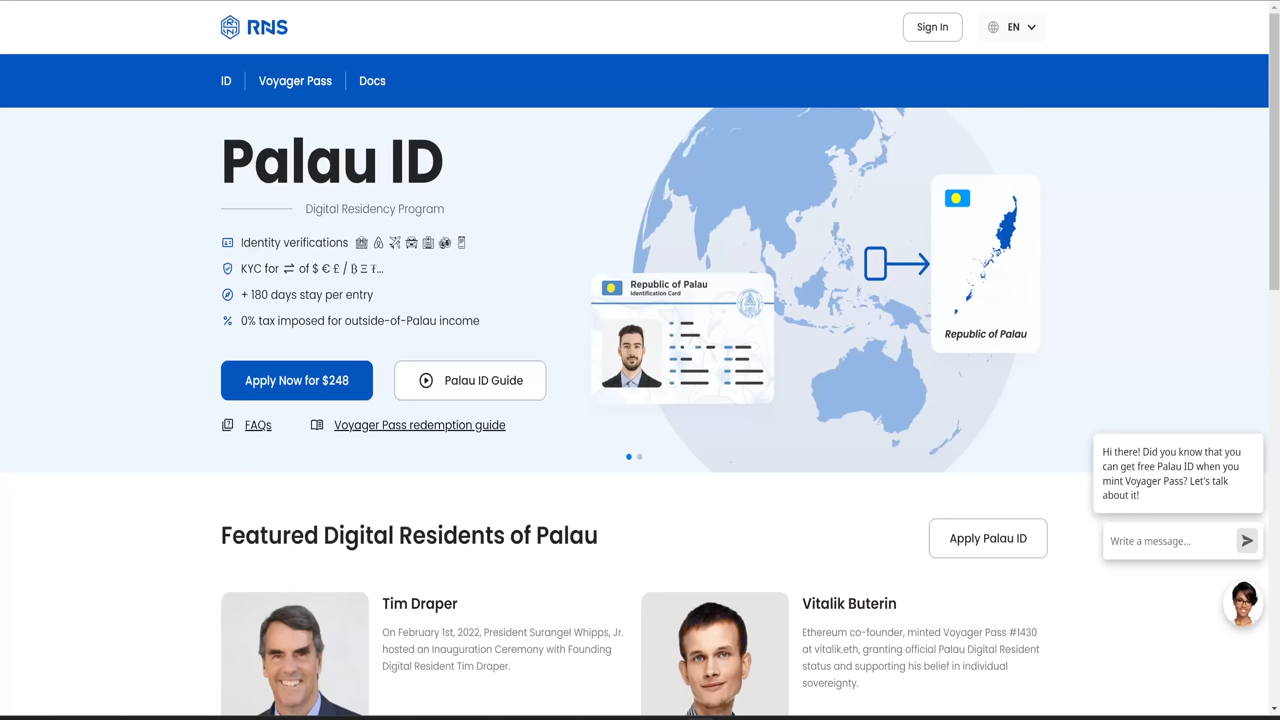 RNS
Sign In
EN
ID
Voyager Pass
Docs
Palau ID
Digital Residency Program
Identity verifications
KYC for ⇄ of $ € £ / B Ξ ₮...
+ 180 days stay per entry
0% tax imposed for outside-of-Palau income
Apply Now for $248
Palau ID Guide
FAQs
Voyager Pass redemption guide
Republic of Palau
Identification Card
Republic of Palau
Hi there! Did you know that you
can get free Palau ID when you
mint Voyager Pass? Let's talk
about it!
Write a message...
Featured Digital Residents of Palau
Apply Palau ID
Tim Draper
On February 1st, 2022, President Surangel Whipps, Jr.
hosted an Inauguration Ceremony with Founding
Digital Resident Tim Draper.
Vitalik Buterin
Ethereum co-founder, minted Voyager Pass #1430
at vitalik.eth, granting official Palau Digital Resident
status and supporting his belief in individual
sovereignty.